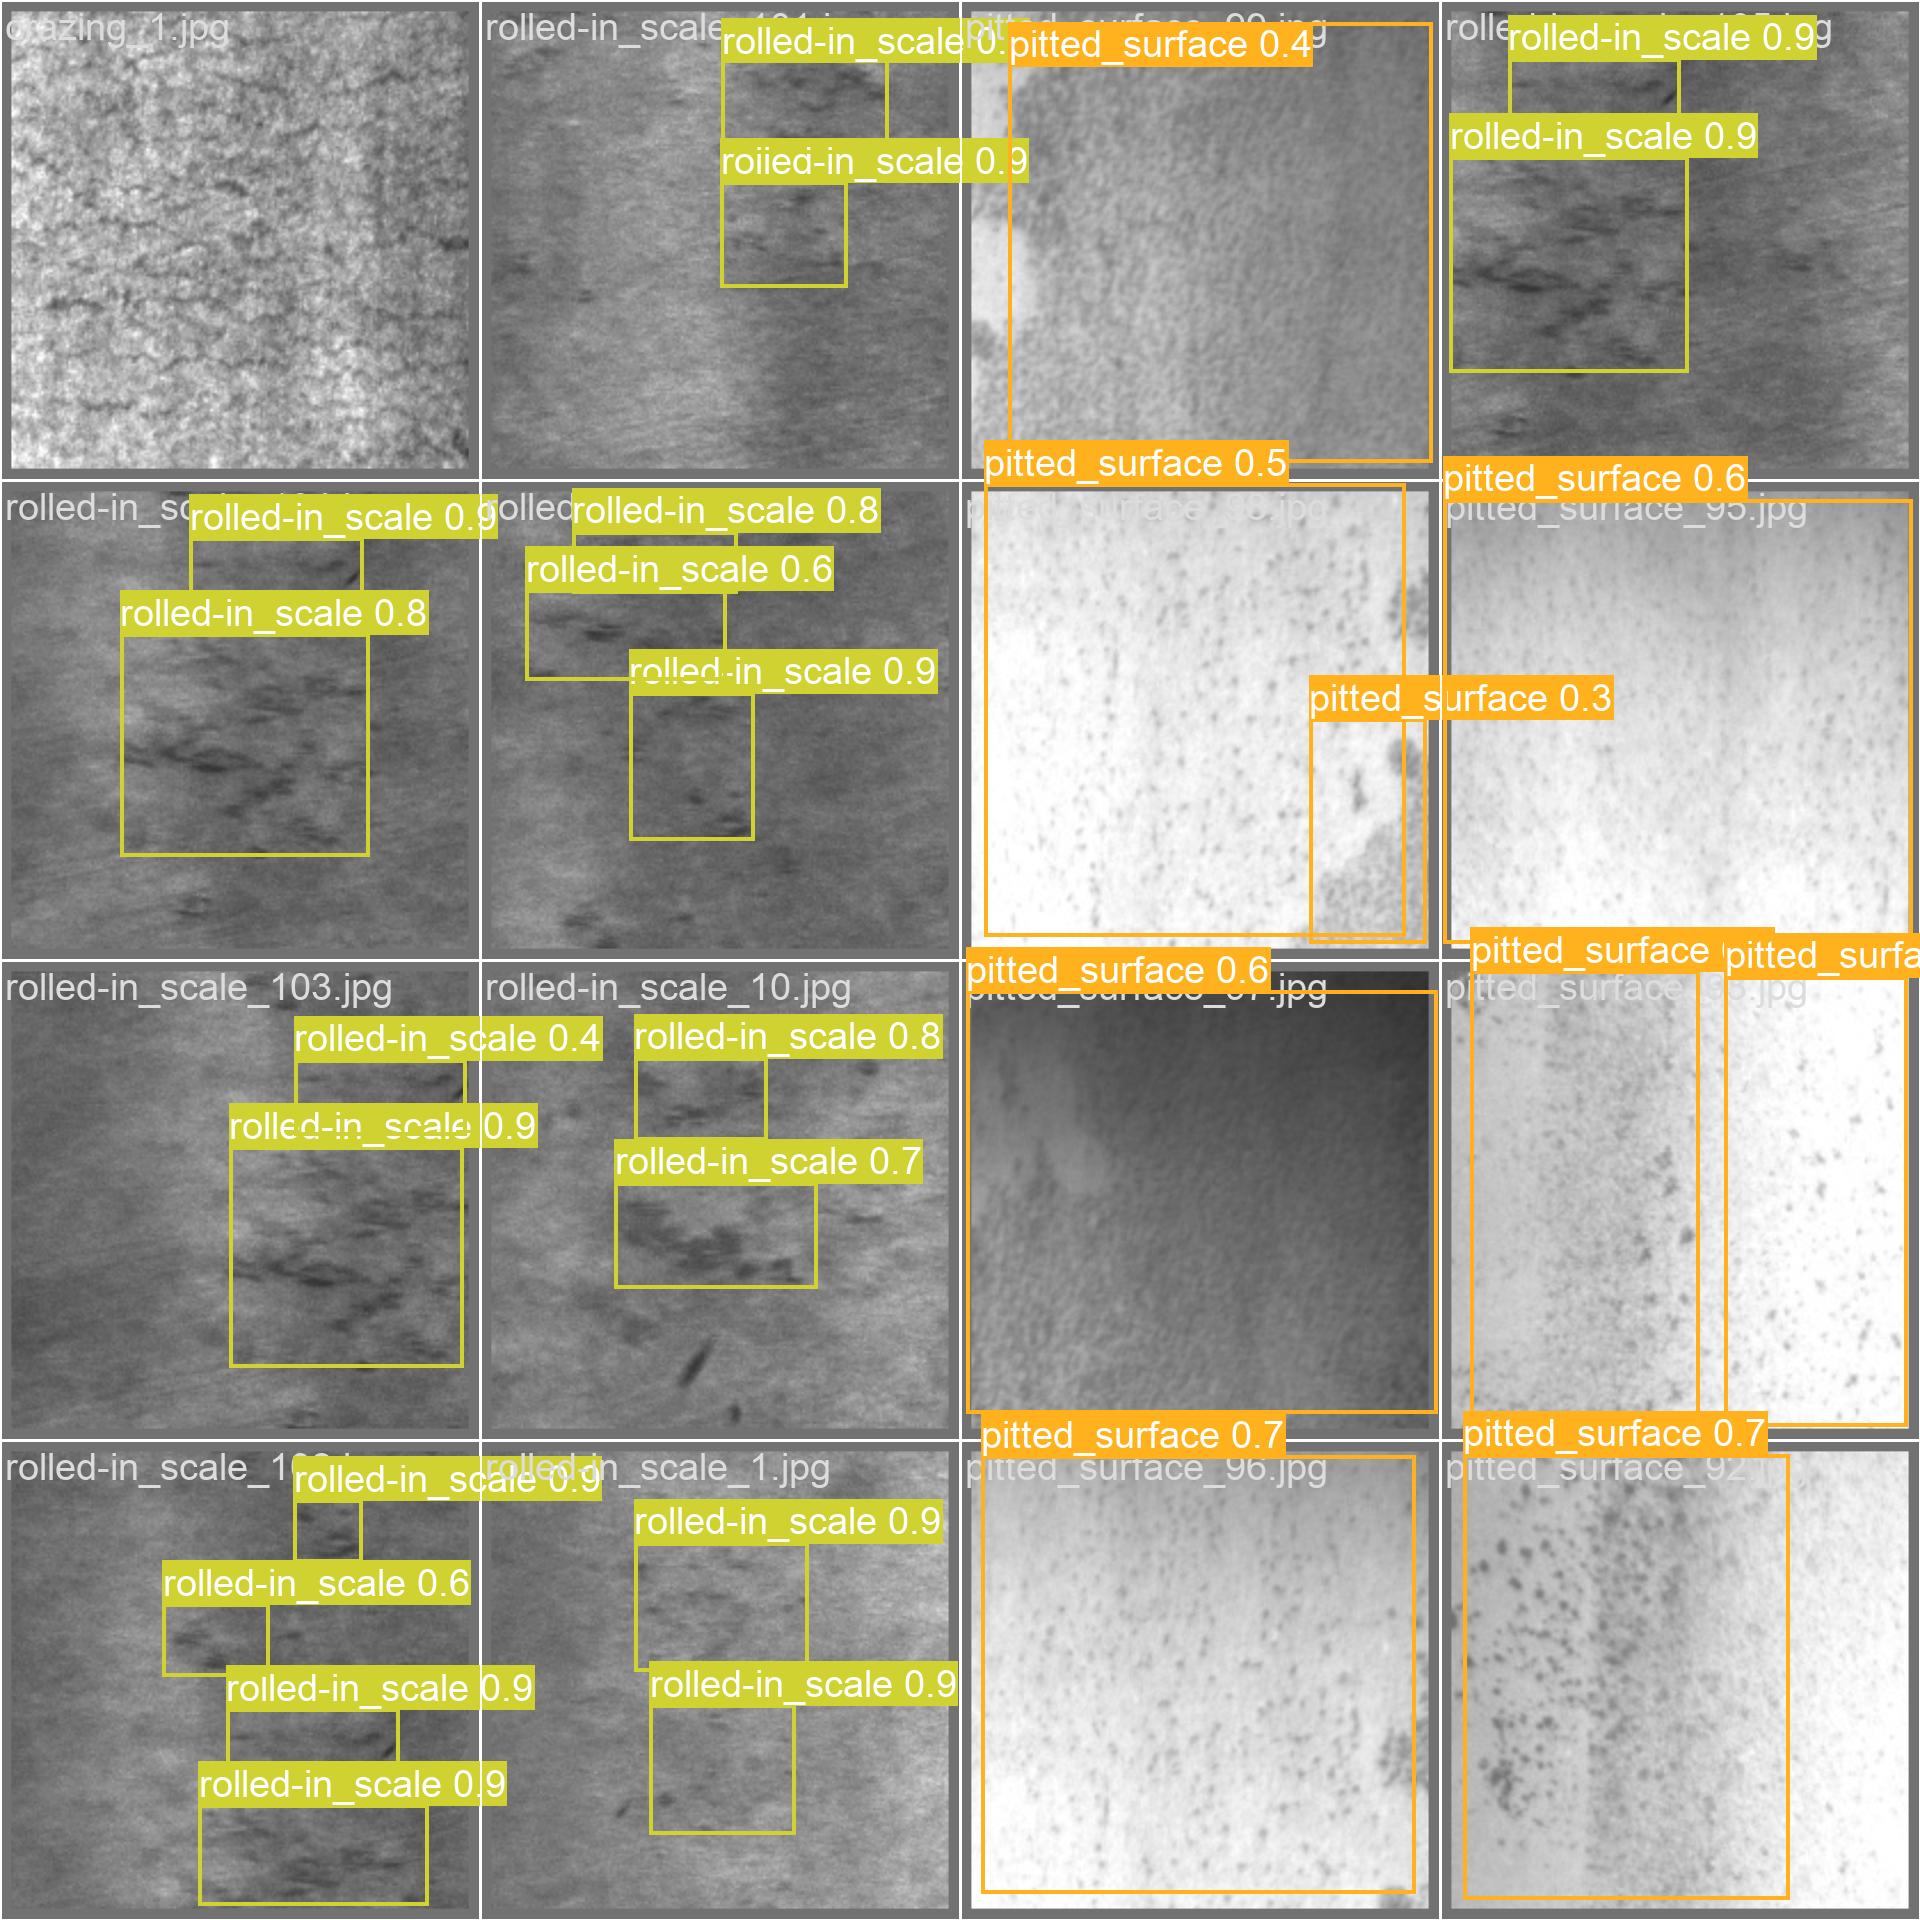 crazing_1.jpg
rolled-in_scale
rolled-in_scale 0.
roiied-in_scale 0.9
pitted_surface 0.4
rolled-in_scale 0.9
rolled-in_scale 0.9
rolled-in_scale 0.9
rolled-in_scale 0.8
rolled-in_scale 0.8
rolled-in_scale 0.6
rolled-in_scale 0.9
pitted_surface 0.5
pitted_surface 0.3
pitted_surface 0.6
pitted_surface_95.jpg
rolled-in_scale_103.jpg
rolled-in_scale 0.4
rolled-in_scale 0.9
rolled-in_scale_10.jpg
rolled-in_scale 0.8
rolled-in_scale 0.7
pitted_surface 0.6
pitted_surface_97.jpg
pitted_surface
pitted_surfa
rolled-in_scale_10
rolled-in_scale 0.9
rolled-in_scale 0.6
rolled-in_scale 0.9
rolled-in_scale 0.9
rolled-in_scale_1.jpg
rolled-in_scale 0.9
rolled-in_scale 0.9
pitted_surface 0.7
pitted_surface_96.jpg
pitted_surface 0.7
pitted_surface_92.